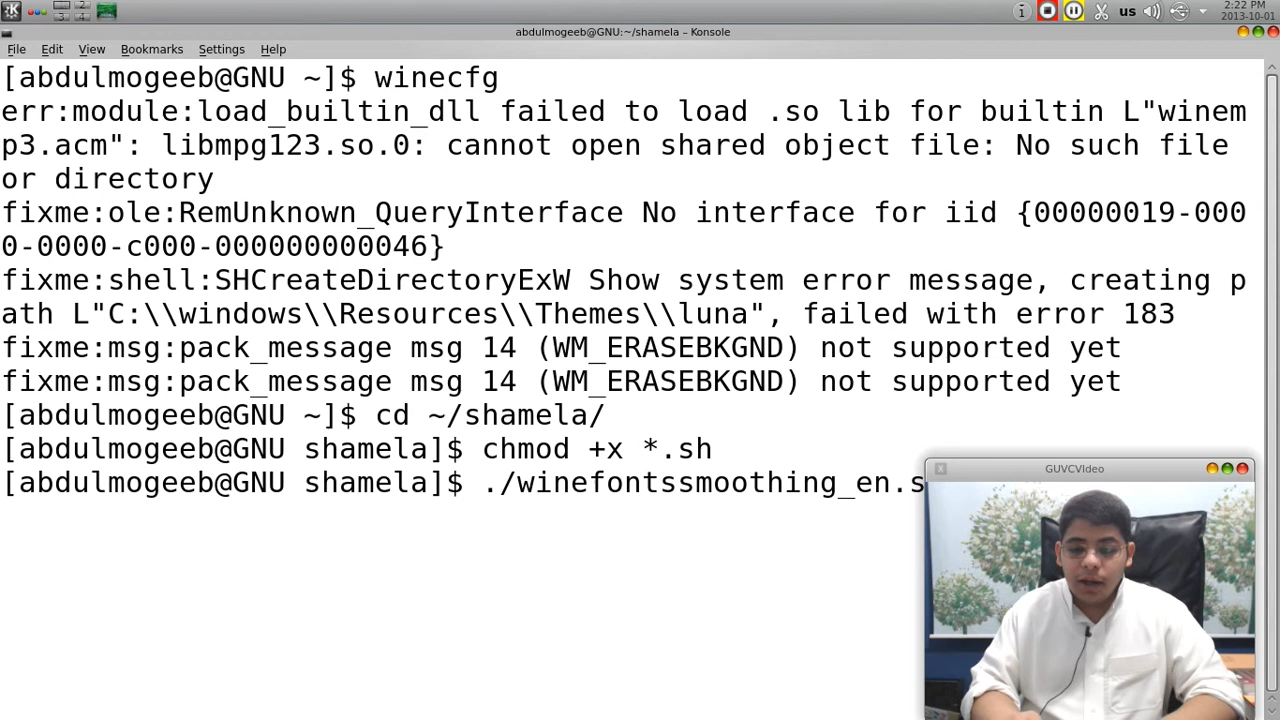 2
3 4
i
us
2:22 PM
2013-10-01
abdulmogeeb@GNU:~/shamela – Konsole
File Edit View Bookmarks Settings Help
[abdulmogeeb@GNU ~]$ winecfg
err:module:load_builtin_dll failed to load .so lib for builtin L"winem
p3.acm": libmpg123.so.0: cannot open shared object file: No such file
or directory
fixme:ole:RemUnknown_QueryInterface No interface for iid {00000019-000
0-0000-c000-000000000046}
fixme:shell:SHCreateDirectoryExW Show system error message, creating p
ath L"C:\\windows\\Resources\\Themes\\luna", failed with error 183
fixme:msg:pack_message msg 14 (WM_ERASEBKGND) not supported yet
fixme:msg:pack_message msg 14 (WM_ERASEBKGND) not supported yet
[abdulmogeeb@GNU ~]$ cd ~/shamela/
[abdulmogeeb@GNU shamela]$ chmod +x *.sh
[abdulmogeeb@GNU shamela]$ ./winefontssmoothing_en.s
GUVCVideo